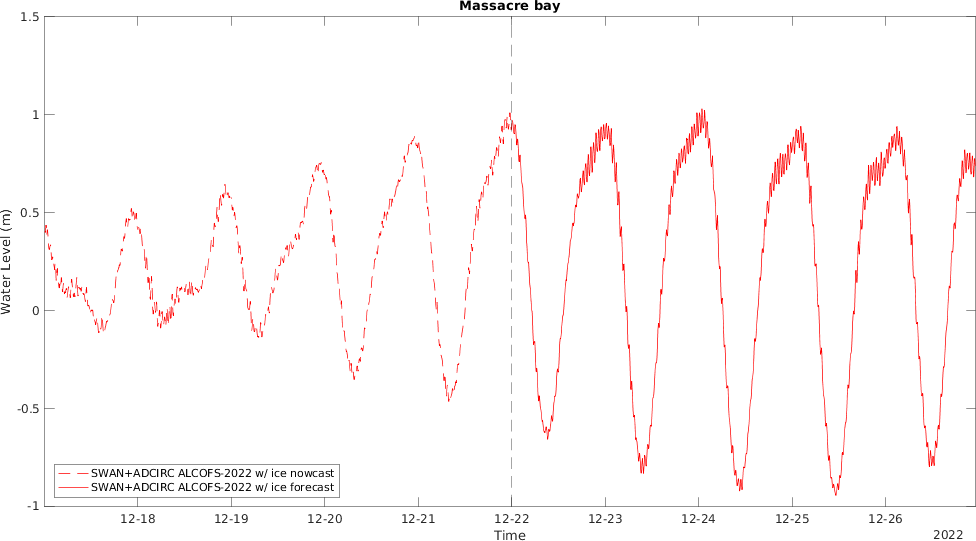 Massacre bay
1.5
1
0.5
0
-0.5
-1
Water Level (m)
SWAN+ADCIRC ALCOFS-2022 w/ ice nowcast
SWAN+ADCIRC ALCOFS-2022 w/ ice forecast
12-18 12-19 12-20 12-21 12-22 12-23 12-24 12-25 12-26
Time
2022